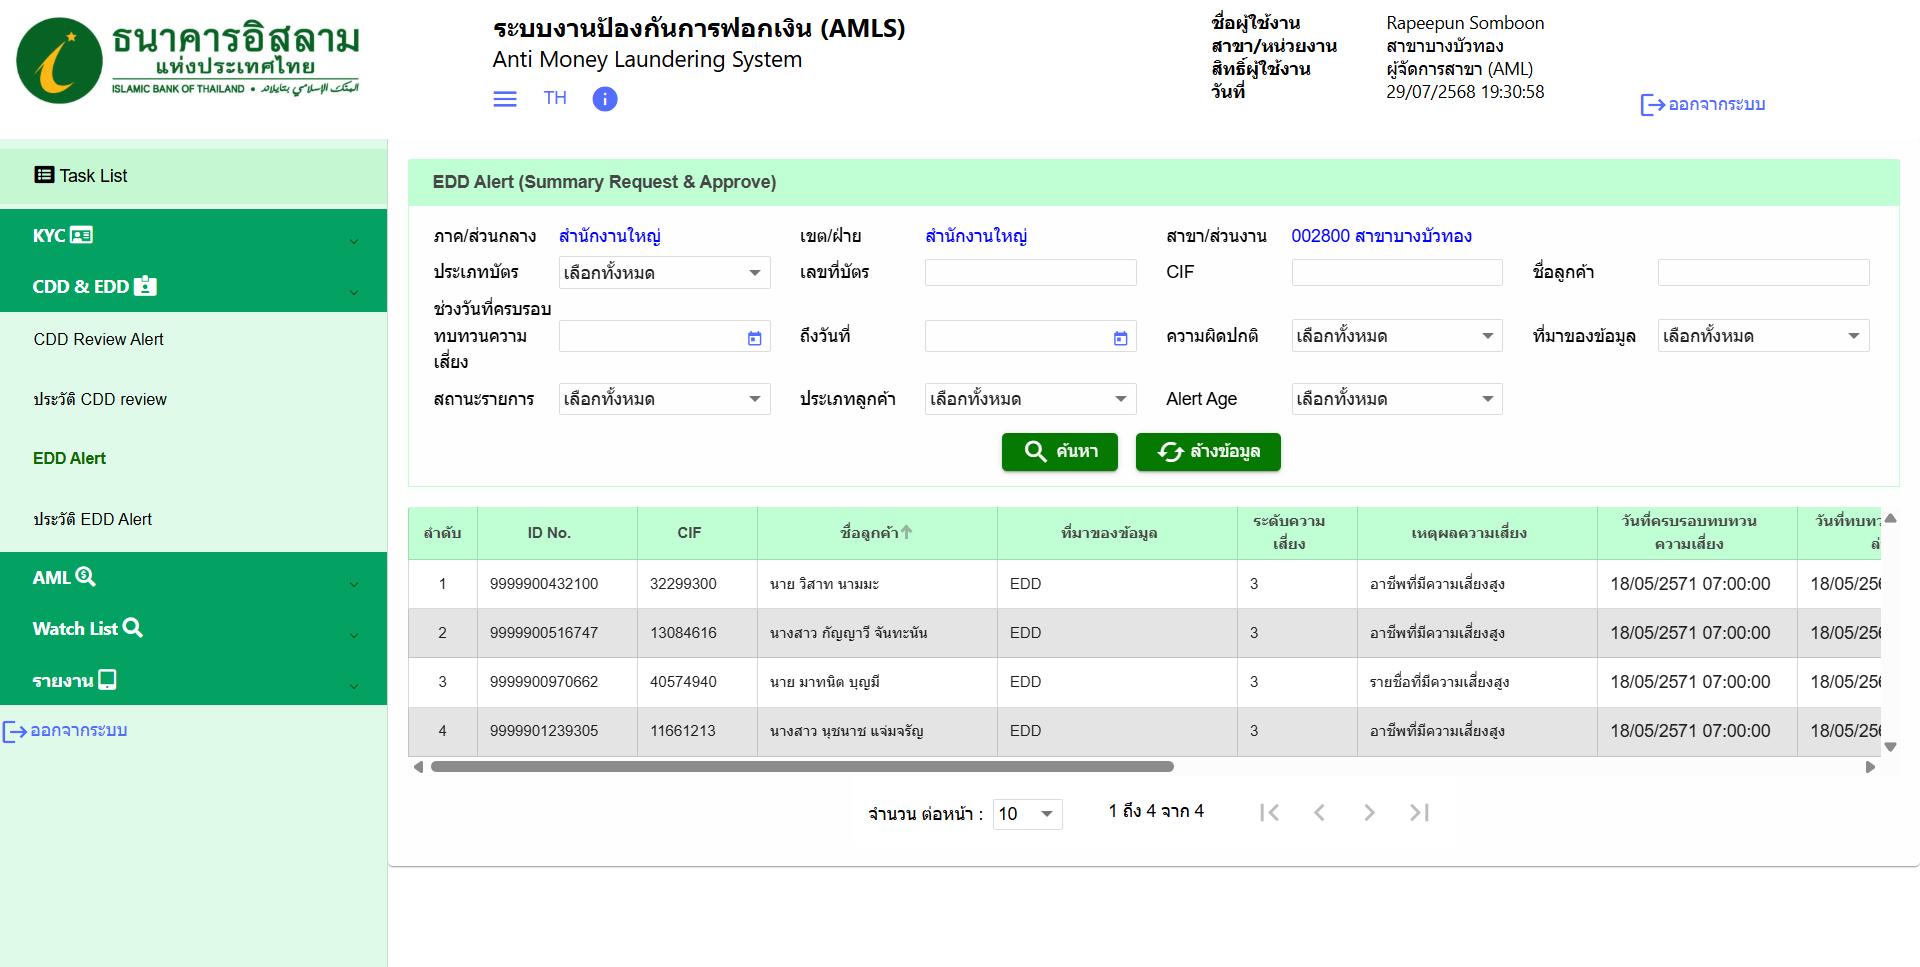 ธนาคารอิสลาม
แห่งประเทศไทย
ISLAMIC BANK OF THAILAND •
ระบบงานป้องกันการฟอกเงิน (AMLS)
Anti Money Laundering System
TH
ชื่อผู้ใช้งาน Rapeepun Somboon
สาขา/หน่วยงาน สาขาบางบัวทอง
สิทธิ์ผู้ใช้งาน ผู้จัดการสาขา (AML)
วันที่ 29/07/2568 19:30:58
ออกจากระบบ
Task List
KYC
CDD & EDD
CDD Review Alert
ประวัติ CDD review
EDD Alert
ประวัติ EDD Alert
AML
Watch List
รายงาน
ออกจากระบบ
EDD Alert (Summary Request & Approve)
ภาค/ส่วนกลาง สำนักงานใหญ่ เขต/ฝ่าย สำนักงานใหญ่ สาขา/ส่วนงาน 002800 สาขาบางบัวทอง
ประเภทบัตร เลือกทั้งหมด เลขที่บัตร CIF ชื่อลูกค้า
ช่วงวันที่ครบรอบ
ทบทวนความ ถึงวันที่ ความผิดปกติ เลือกทั้งหมด ที่มาของข้อมูล เลือกทั้งหมด
เสี่ยง
สถานะรายการ เลือกทั้งหมด ประเภทลูกค้า เลือกทั้งหมด Alert Age เลือกทั้งหมด
ค้นหา ล้างข้อมูล
ลำดับ ID No. CIF ชื่อลูกค้า ที่มาของข้อมูล ระดับความ เหตุผลความเสี่ยง วันที่ครบรอบทบทวน วันที่ทบทว
เสี่ยง ความเสี่ยง ล่
1 9999900432100 32299300 นาย วิสาท นามมะ EDD 3 อาชีพที่มีความเสี่ยงสูง 18/05/2571 07:00:00 18/05/256
2 9999900516747 13084616 นางสาว กัญญาวี จันทะนัน EDD 3 อาชีพที่มีความเสี่ยงสูง 18/05/2571 07:00:00 18/05/256
3 9999900970662 40574940 นาย มาทนิต บุญมี EDD 3 รายชื่อที่มีความเสี่ยงสูง 18/05/2571 07:00:00 18/05/256
4 9999901239305 11661213 นางสาว นุชนาช แจ่มจรัญ EDD 3 อาชีพที่มีความเสี่ยงสูง 18/05/2571 07:00:00 18/05/256
จำนวน ต่อหน้า : 10 1 ถึง 4 จาก 4